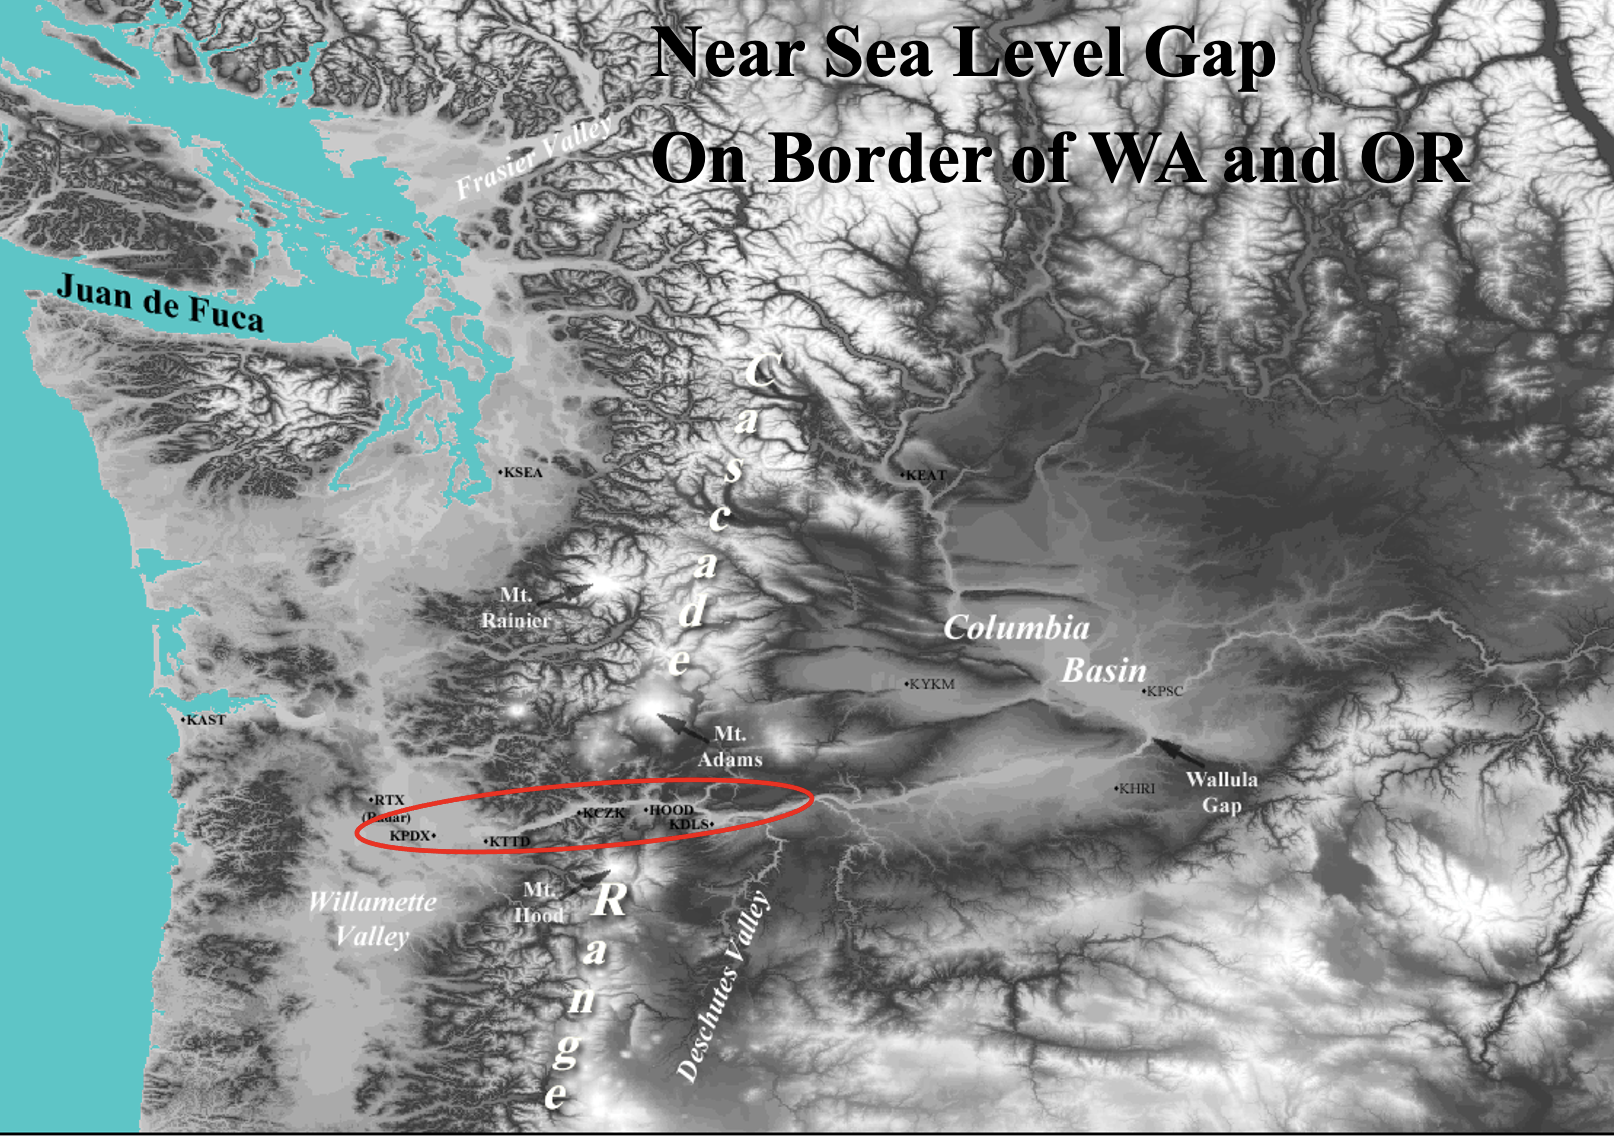 Near Sea Level Gap
On Border of WA and OR
Frasier Valley
Juan de Fuca
Cascade
•KSEA
•KEAT
Mt.
Rainier
Columbia
Basin
•KYKM
•KPSC
•KAST
Mt.
Adams
Wallula
Gap
•KHRI
•RTX
(Radar)
KPDX•
•KTTD
•KCZK
•HOOD
KDLS•
Mt.
Hood
Range
Willamette
Valley
Deschutes Valley